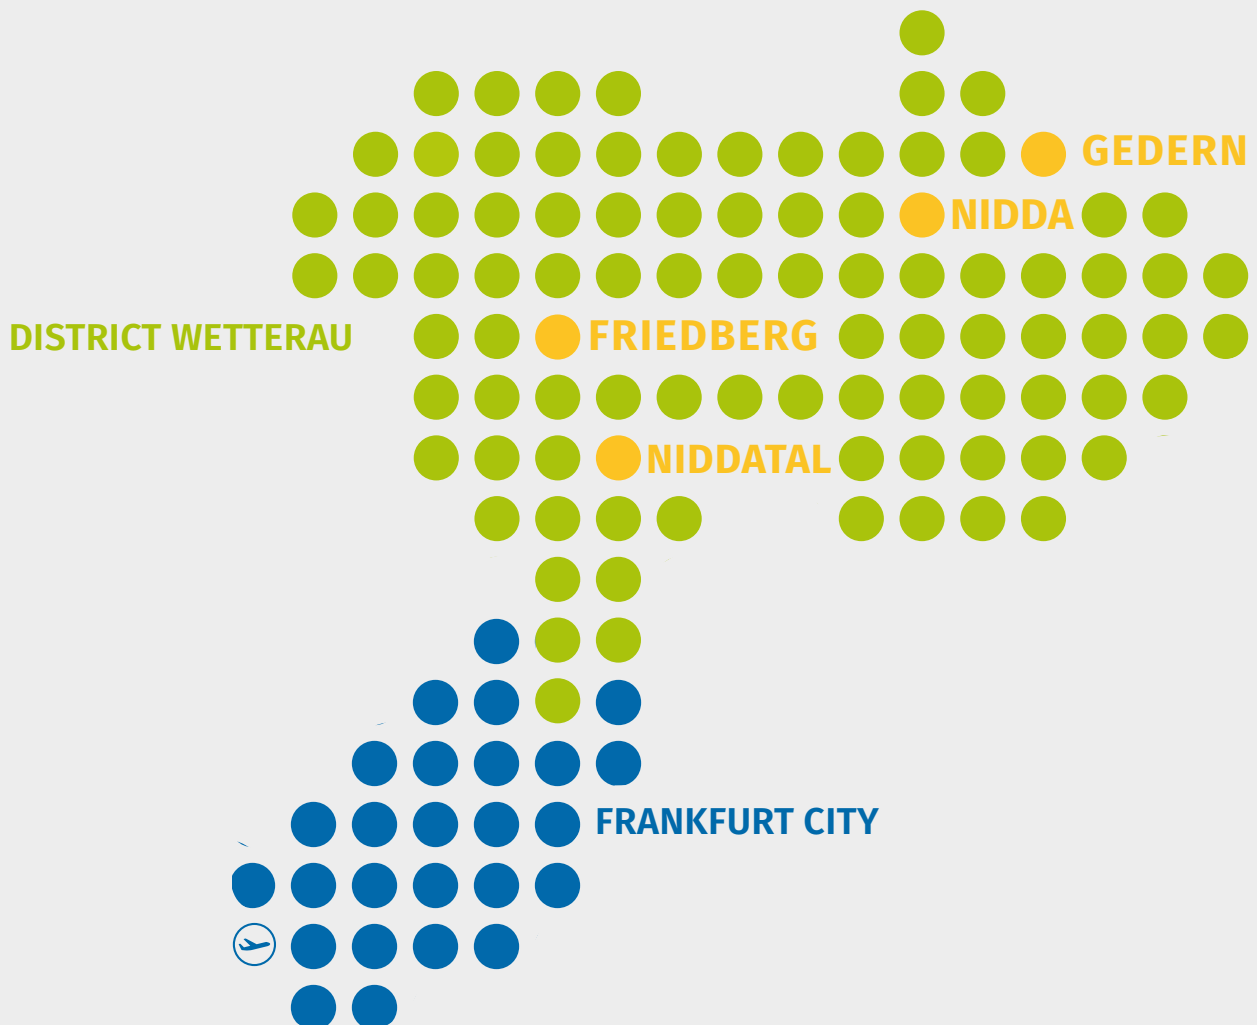 GEDERN
NIDDA
DISTRICT WETTERAU
FRIEDBERG
NIDDATAL
FRANKFURT CITY